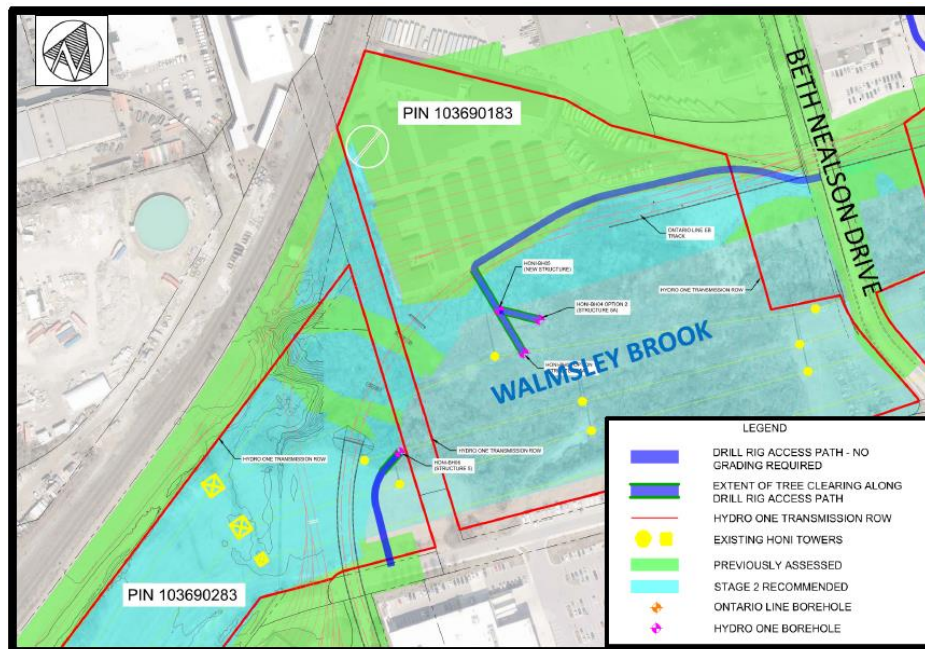 PIN 103690183
BETH NEALSON DRIVE
ONTARIO LINE EB
TRACK
HONI-BH05
(NEW STRUCTURE)
HONI-BH04 OPTION 2
HYDRO ONE TRANSMISSION ROW
WALMSLEY BROOK
HYDRO ONE TRANSMISSION ROW
HYDRO ONE TRANSMISSION ROW
HONI-BH06
(STRUCTURE 5)
PIN 103690283
LEGEND
DRILL RIG ACCESS PATH - NO
GRADING REQUIRED
EXTENT OF TREE CLEARING ALONG
DRILL RIG ACCESS PATH
HYDRO ONE TRANSMISSION ROW
EXISTING HONI TOWERS
PREVIOUSLY ASSESSED
STAGE 2 RECOMMENDED
ONTARIO LINE BOREHOLE
HYDRO ONE BOREHOLE